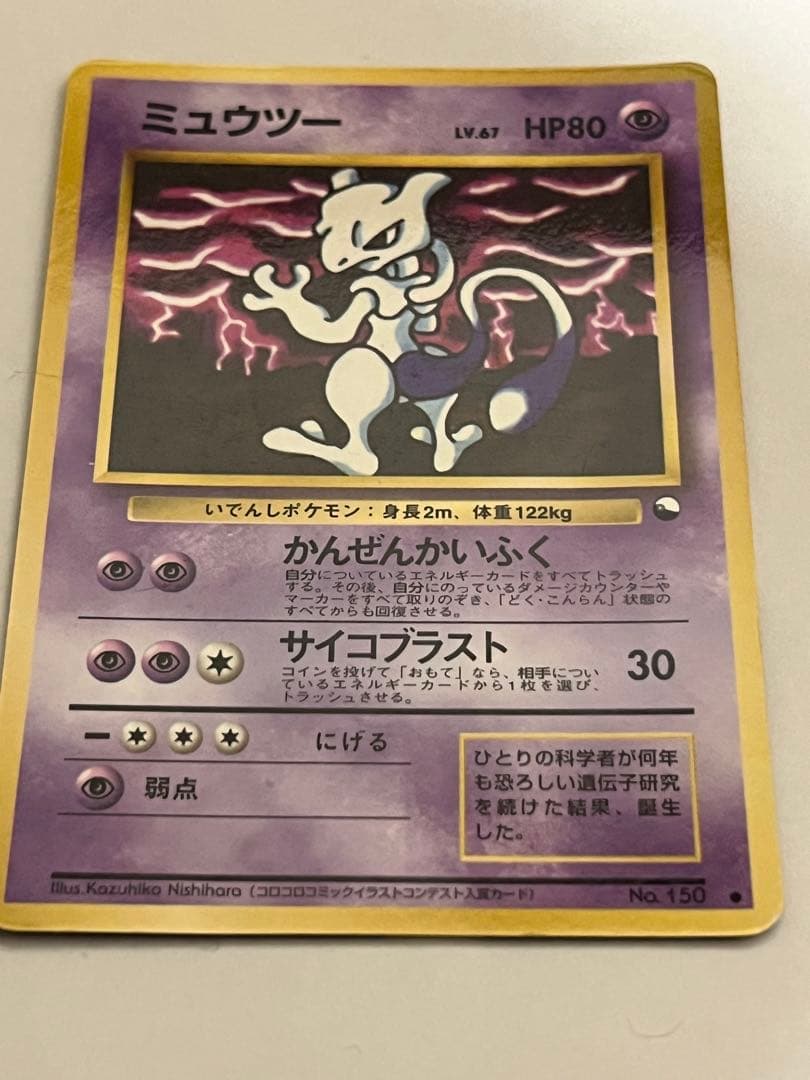 ミュウツー LV.67 HP80
いでんしポケモン：身長2m、体重122kg
かんぜんかいふく
自分についているエネルギーカードをすべてトラッシュ
する。その後、自分にのっているダメージカウンターや
マーカーをすべて取りのぞき、「どく・こんらん」状態の
すべてからも回復させる。
サイコブラスト 30
コインを投げて「おもて」なら、相手につい
ているエネルギーカードから1枚を選び、
トラッシュさせる。
にげる
弱点
ひとりの科学者が何年
も恐ろしい遺伝子研究
を続けた結果、誕生
した。
Illus.Kazuhiko Nishihara（コロコロコミックイラストコンテスト入賞カード） No.150